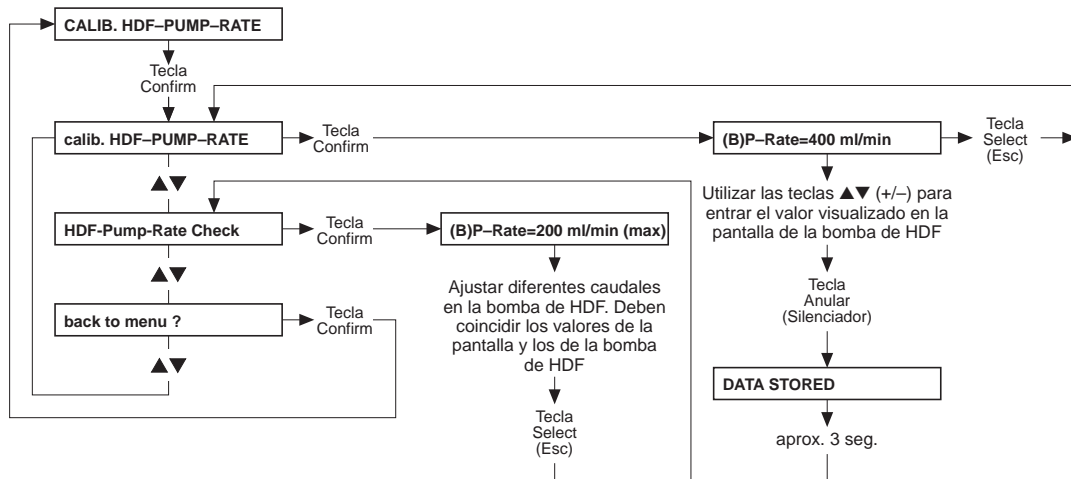 CALIB. HDF–PUMP–RATE
Tecla
Confirm
calib. HDF–PUMP–RATE
Tecla
Confirm
(B)P–Rate=400 ml/min
Tecla
Select
(Esc)
Utilizar las teclas ▲▼ (+/–) para
entrar el valor visualizado en la
pantalla de la bomba de HDF
▲▼
HDF-Pump-Rate Check
Tecla
Confirm
(B)P–Rate=200 ml/min (max)
Ajustar diferentes caudales
en la bomba de HDF. Deben
coincidir los valores de la
pantalla y los de la bomba
de HDF
Tecla
Anular
(Silenciador)
▲▼
back to menu ?
Tecla
Confirm
▲▼
DATA STORED
Tecla
Select
(Esc)
aprox. 3 seg.